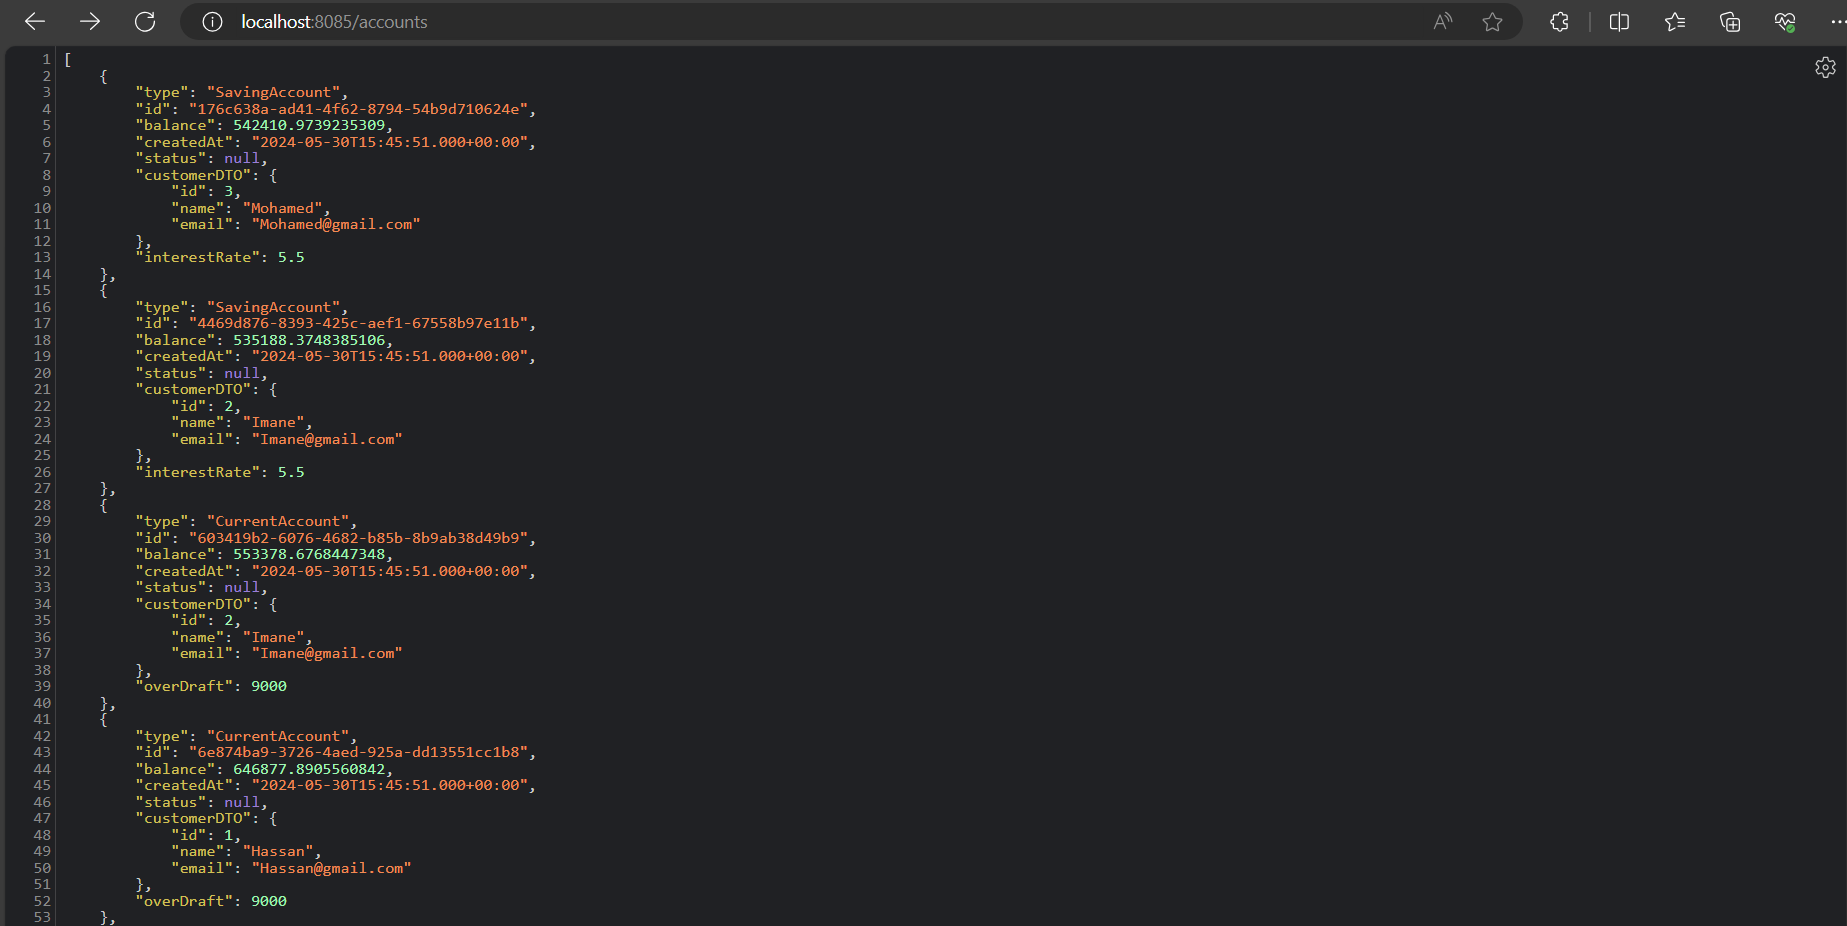 localhost:8085/accounts
1 [
2     {
3         "type": "SavingAccount",
4         "id": "176c638a-ad41-4f62-8794-54b9d710624e",
5         "balance": 542410.9739235309,
6         "createdAt": "2024-05-30T15:45:51.000+00:00",
7         "status": null,
8         "customerDTO": {
9             "id": 3,
10             "name": "Mohamed",
11             "email": "Mohamed@gmail.com"
12         },
13         "interestRate": 5.5
14     },
15     {
16         "type": "SavingAccount",
17         "id": "4469d876-8393-425c-aef1-67558b97e11b",
18         "balance": 535188.3748385106,
19         "createdAt": "2024-05-30T15:45:51.000+00:00",
20         "status": null,
21         "customerDTO": {
22             "id": 2,
23             "name": "Imane",
24             "email": "Imane@gmail.com"
25         },
26         "interestRate": 5.5
27     },
28     {
29         "type": "CurrentAccount",
30         "id": "603419b2-6076-4682-b85b-8b9ab38d49b9",
31         "balance": 553378.6768447348,
32         "createdAt": "2024-05-30T15:45:51.000+00:00",
33         "status": null,
34         "customerDTO": {
35             "id": 2,
36             "name": "Imane",
37             "email": "Imane@gmail.com"
38         },
39         "overDraft": 9000
40     },
41     {
42         "type": "CurrentAccount",
43         "id": "6e874ba9-3726-4aed-925a-dd13551cc1b8",
44         "balance": 646877.8905560842,
45         "createdAt": "2024-05-30T15:45:51.000+00:00",
46         "status": null,
47         "customerDTO": {
48             "id": 1,
49             "name": "Hassan",
50             "email": "Hassan@gmail.com"
51         },
52         "overDraft": 9000
53     },